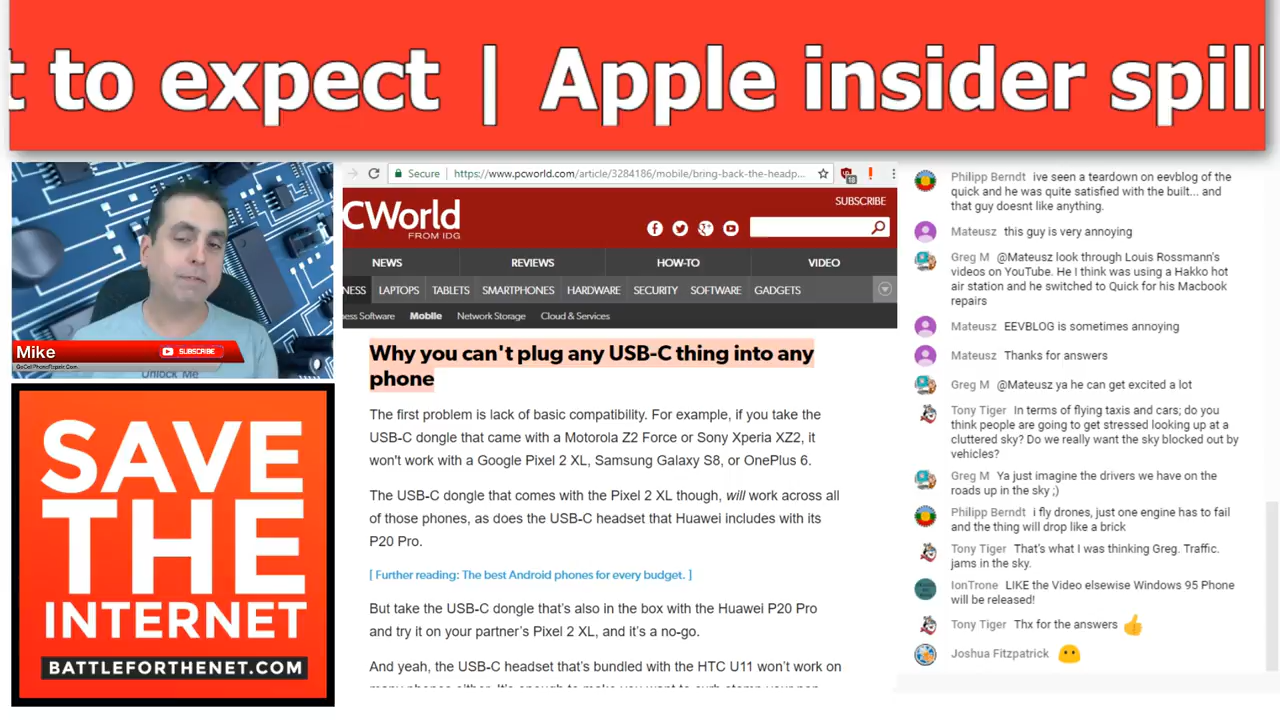 t to expect | Apple insider spill
Mike
SUBSCRIBE
GoCellPhoneRepair.Com
Unlock Me
SAVE
THE
INTERNET
BATTLEFORTHENET.COM
Secure
https://www.pcworld.com/article/3284186/mobile/bring-back-the-headp...
18
SUBSCRIBE
CWorld
FROM IDG
NEWS
REVIEWS
HOW-TO
VIDEO
NESS
LAPTOPS
TABLETS
SMARTPHONES
HARDWARE
SECURITY
SOFTWARE
GADGETS
ness Software
Mobile
Network Storage
Cloud & Services
Why you can't plug any USB-C thing into any
phone
The first problem is lack of basic compatibility. For example, if you take the
USB-C dongle that came with a Motorola Z2 Force or Sony Xperia XZ2, it
won't work with a Google Pixel 2 XL, Samsung Galaxy S8, or OnePlus 6.
The USB-C dongle that comes with the Pixel 2 XL though, will work across all
of those phones, as does the USB-C headset that Huawei includes with its
P20 Pro.
[ Further reading: The best Android phones for every budget. ]
But take the USB-C dongle that's also in the box with the Huawei P20 Pro
and try it on your partner's Pixel 2 XL, and it's a no-go.
And yeah, the USB-C headset that's bundled with the HTC U11 won't work on
Philipp Berndt ive seen a teardown on eevblog of the
quick and he was quite satisfied with the built... and
that guy doesnt like anything.
Mateusz this guy is very annoying
Greg M @Mateusz look through Louis Rossmann's
videos on YouTube. He I think was using a Hakko hot
air station and he switched to Quick for his Macbook
repairs
Mateusz EEVBLOG is sometimes annoying
Mateusz Thanks for answers
Greg M @Mateusz ya he can get excited a lot
Tony Tiger In terms of flying taxis and cars; do you
think people are going to get stressed looking up at a
cluttered sky? Do we really want the sky blocked out by
vehicles?
Greg M Ya just imagine the drivers we have on the
roads up in the sky ;)
Philipp Berndt i fly drones, just one engine has to fail
and the thing will drop like a brick
Tony Tiger That's what I was thinking Greg. Traffic.
jams in the sky.
IonTrone LIKE the Video elsewise Windows 95 Phone
will be released!
Tony Tiger Thx for the answers 👍
Joshua Fitzpatrick 😶